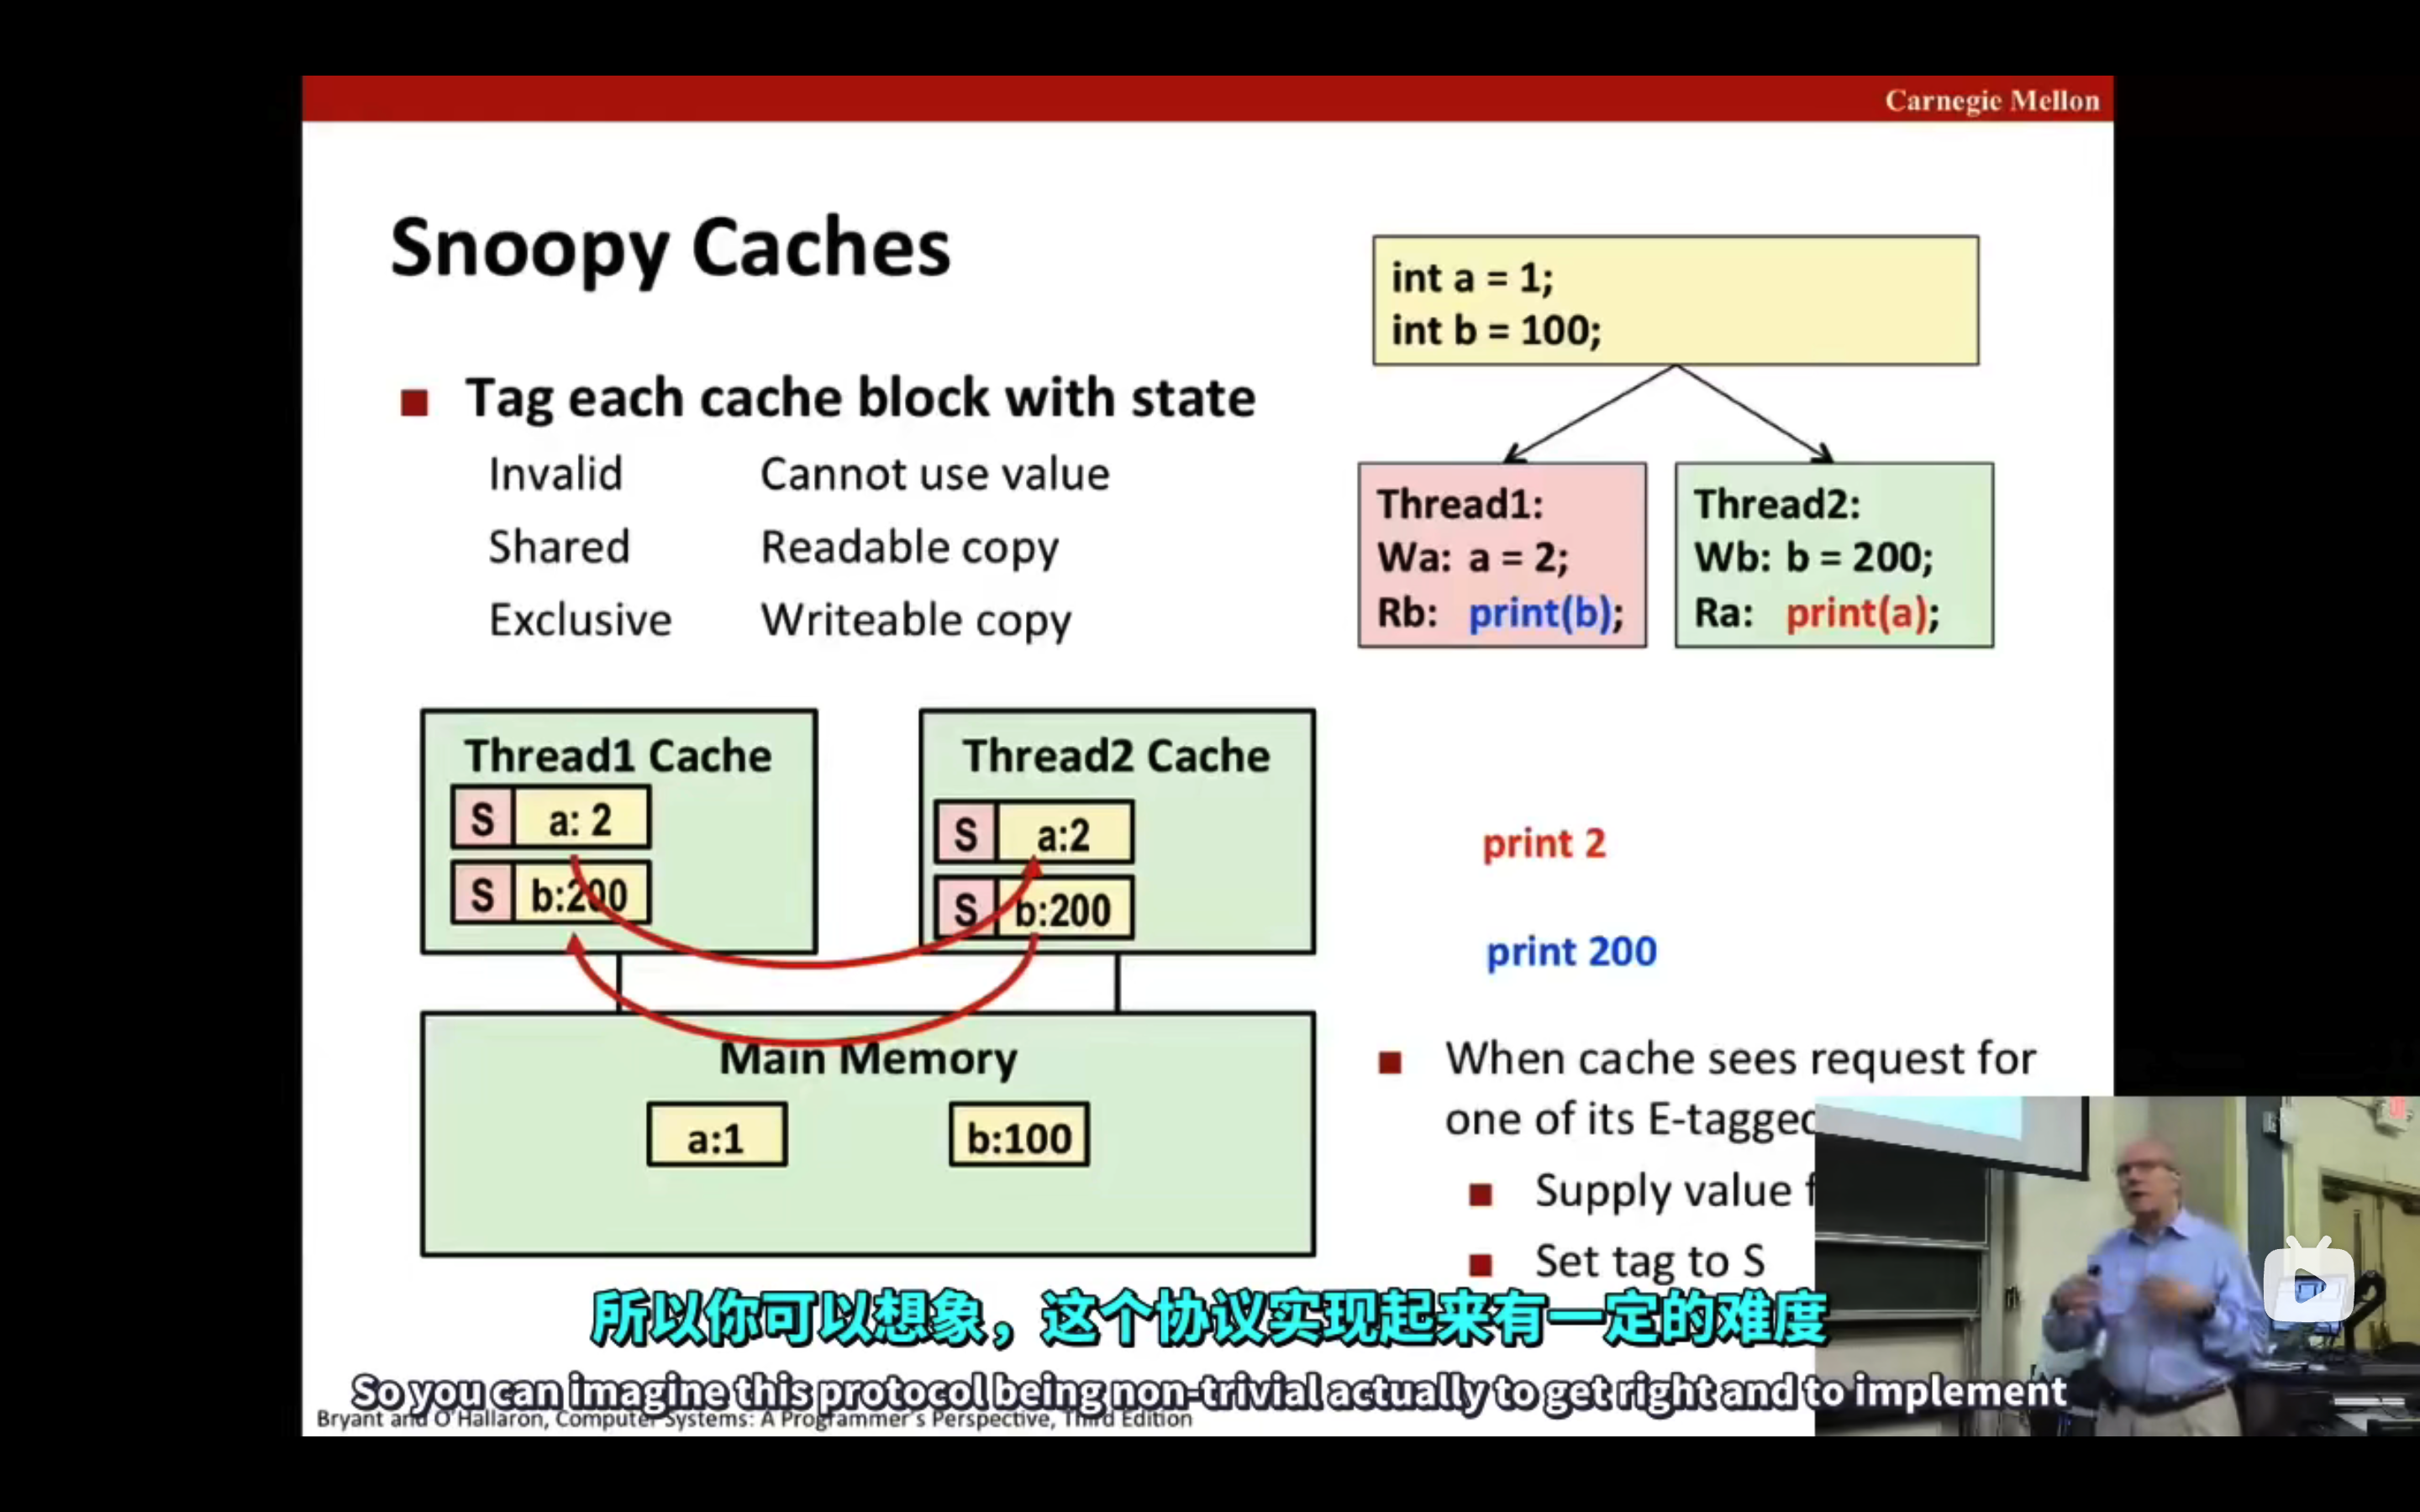 Carnegie Mellon
Snoopy Caches
Tag each cache block with state
Invalid Cannot use value
Shared Readable copy
Exclusive Writeable copy
int a = 1;
int b = 100;
Thread1:
Wa: a = 2;
Rb: print(b);
Thread2:
Wb: b = 200;
Ra: print(a);
Thread1 Cache
S a: 2
S b:200
Thread2 Cache
S a:2
S b:200
Main Memory
a:1
b:100
print 2
print 200
When cache sees request for
one of its E-tagged
Supply value
Set tag to S
所以你可以想象，这个协议实现起来有一定的难度
So you can imagine this protocol being non-trivial actually to get right and to implement
Bryant and O'Hallaron, Computer Systems: A Programmer's Perspective, Third Edition